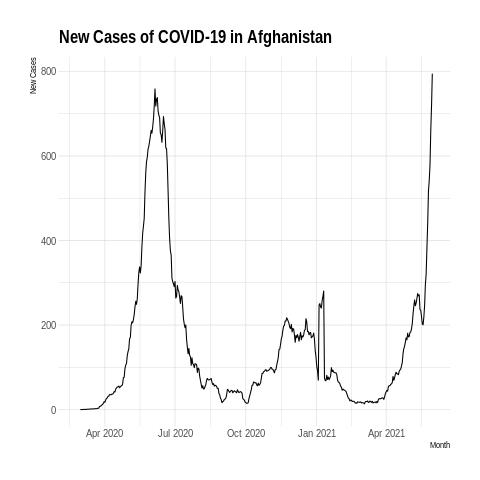 New Cases of COVID-19 in Afghanistan
New Cases
800
600
400
200
0
Apr 2020 Jul 2020 Oct 2020 Jan 2021 Apr 2021
Month